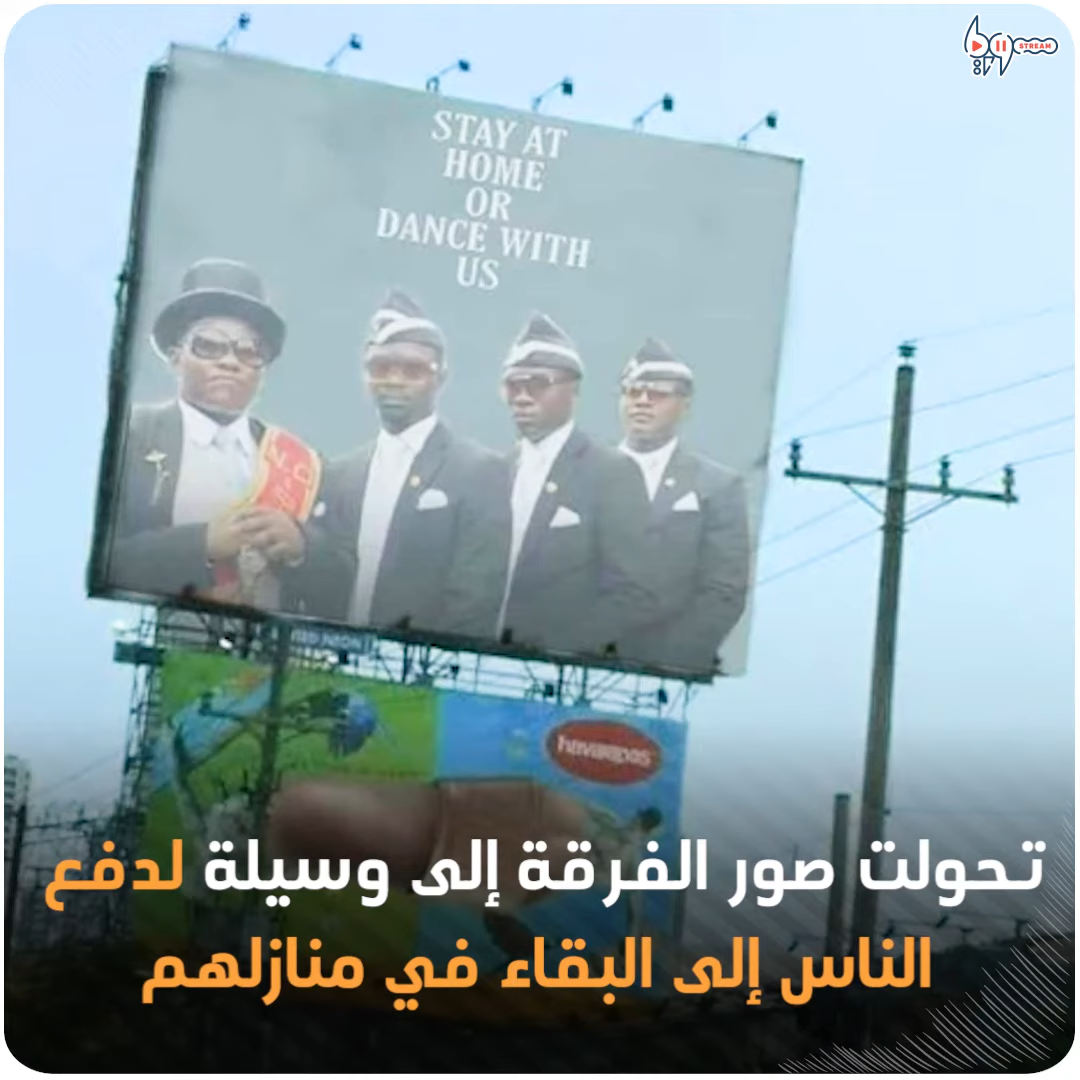 STREAM
STAY AT
HOME
OR
DANCE WITH
US
havaianas
تحولت صور الفرقة إلى وسيلة لدفع
الناس إلى البقاء في منازلهم